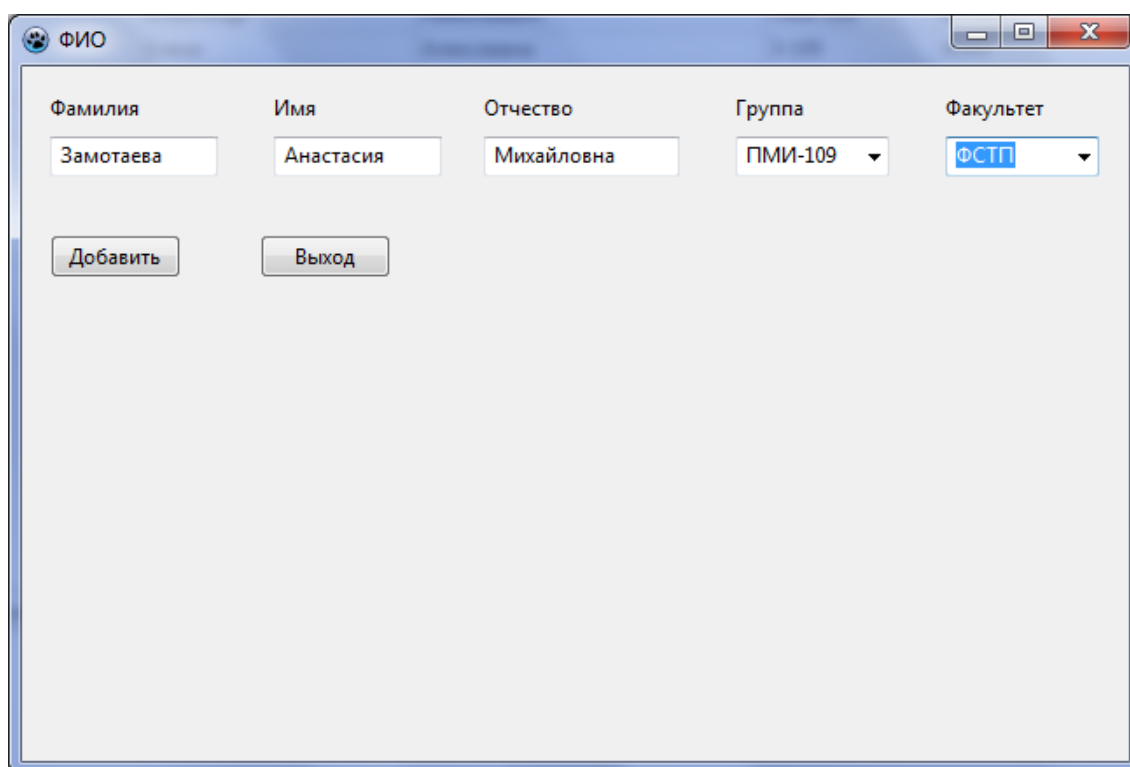 ФИО
Фамилия Имя Отчество Группа Факультет
Замотаева Анастасия Михайловна ПМИ-109 ФСТП
Добавить Выход